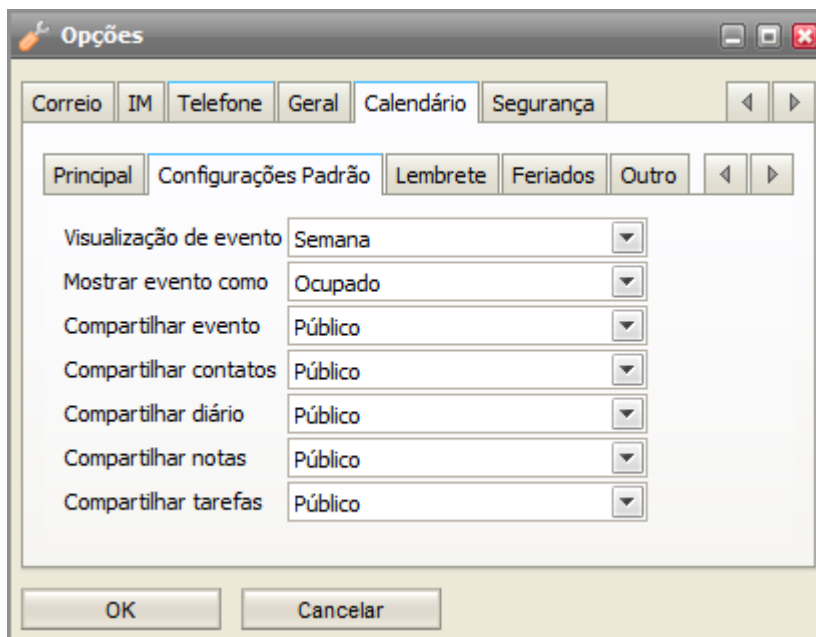 Opções
Correio IM Telefone Geral Calendário Segurança
Principal Configurações Padrão Lembrete Feriados Outro
Visualização de evento Semana
Mostrar evento como Ocupado
Compartilhar evento Público
Compartilhar contatos Público
Compartilhar diário Público
Compartilhar notas Público
Compartilhar tarefas Público
OK Cancelar